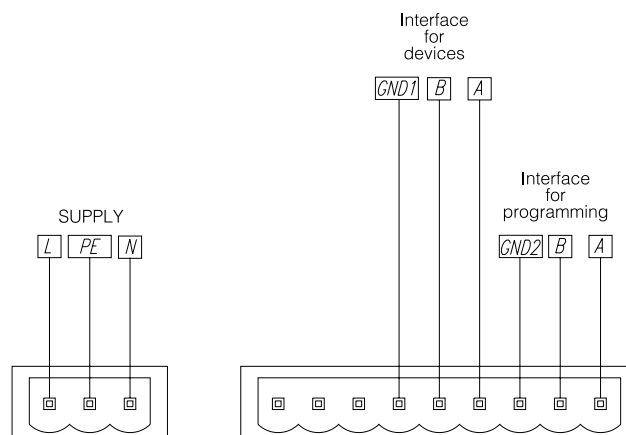 Interface
for
devices
GND1 B A
Interface
for
programming
SUPPLY
L PE N
GND2 B A